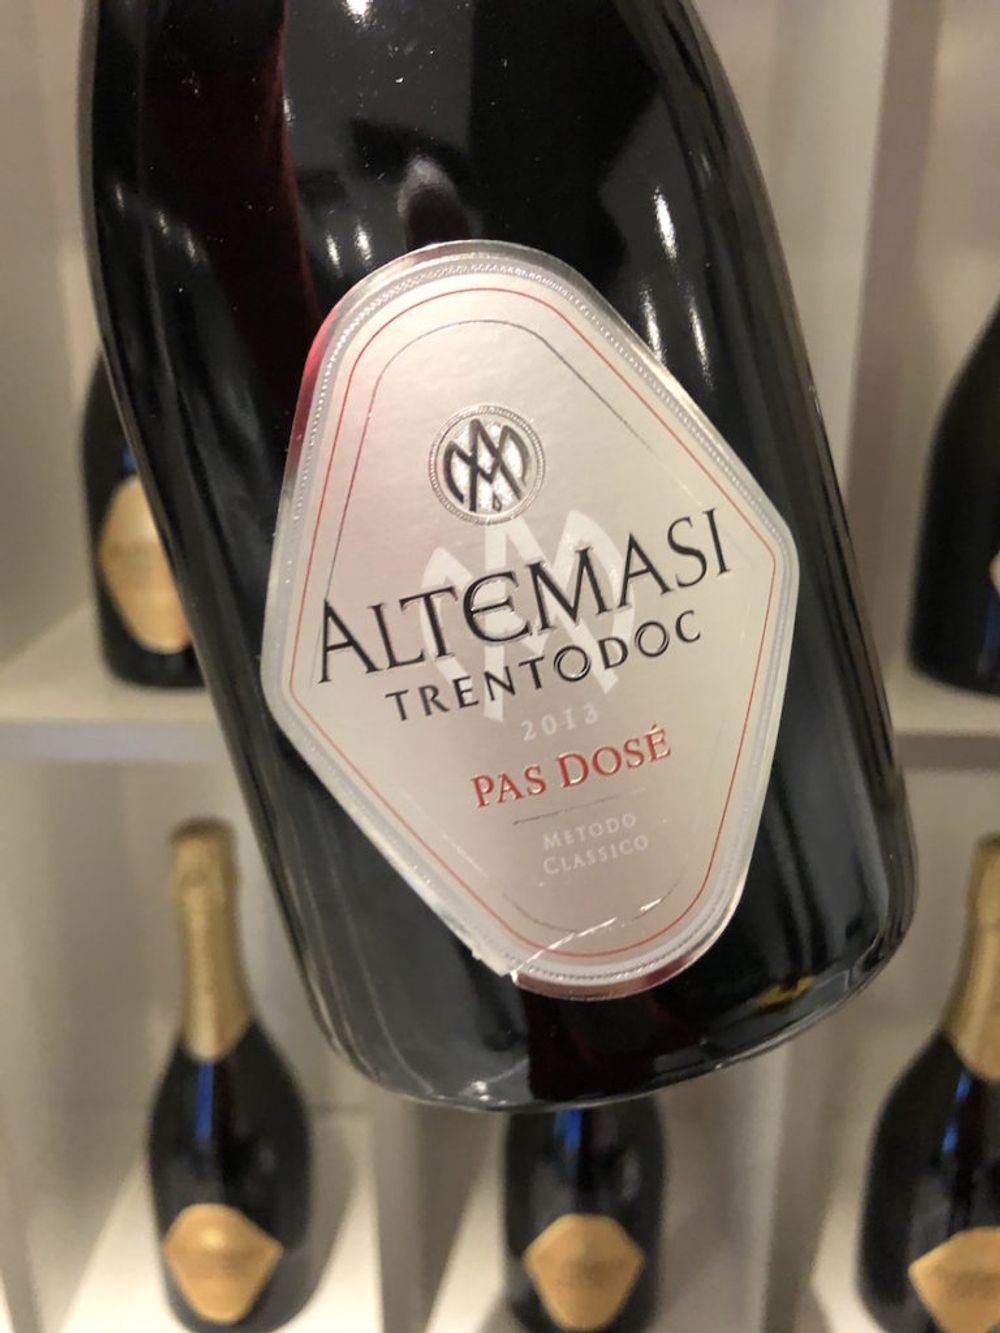 ALTEMASI
TRENTODOC
2013
PAS DOSÉ
METODO
CLASSICO